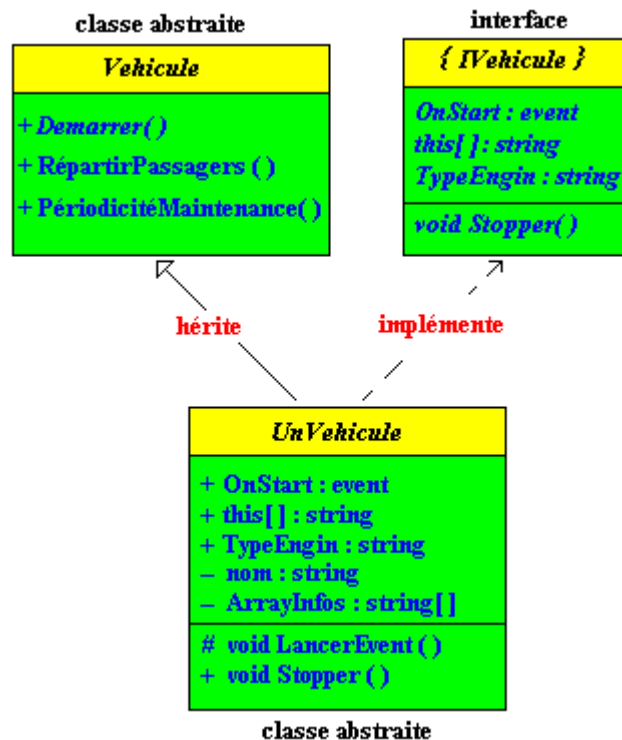 classe abstraite
Vehicule
+ Demarrer( )
+ RépartirPassagers ( )
+ PériodicitéMaintenance( )
interface
{ IVehicule }
OnStart : event
this[ ] : string
TypeEngin : string
void Stopper( )
hérite
implémente
UnVehicule
+ OnStart : event
+ this[ ] : string
+ TypeEngin : string
– nom : string
– ArrayInfos : string[ ]
# void LancerEvent ( )
+ void Stopper ( )
classe abstraite